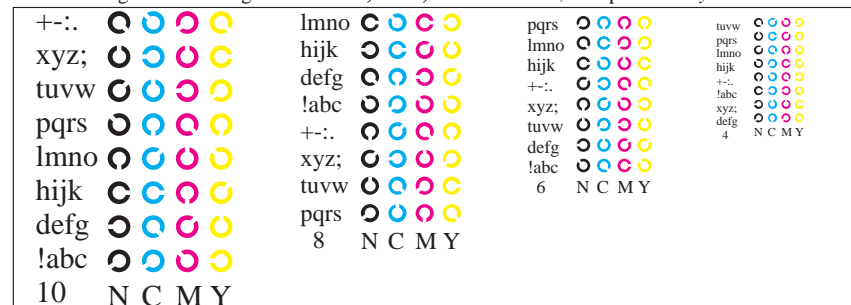 +-:.
xyz;
tuvw
pqrs
lmno
hijk
defg
!abc
10 N C M Y
lmno
hijk
defg
!abc
+-:.
xyz;
tuvw
pqrs
8 N C M Y
pqrs
lmno
hijk
+-:.
xyz;
tuvw
defg
!abc
6 N C M Y
tuvw
pqrs
lmno
hijk
+-:.
!abc
xyz;
defg
4 N C M Y